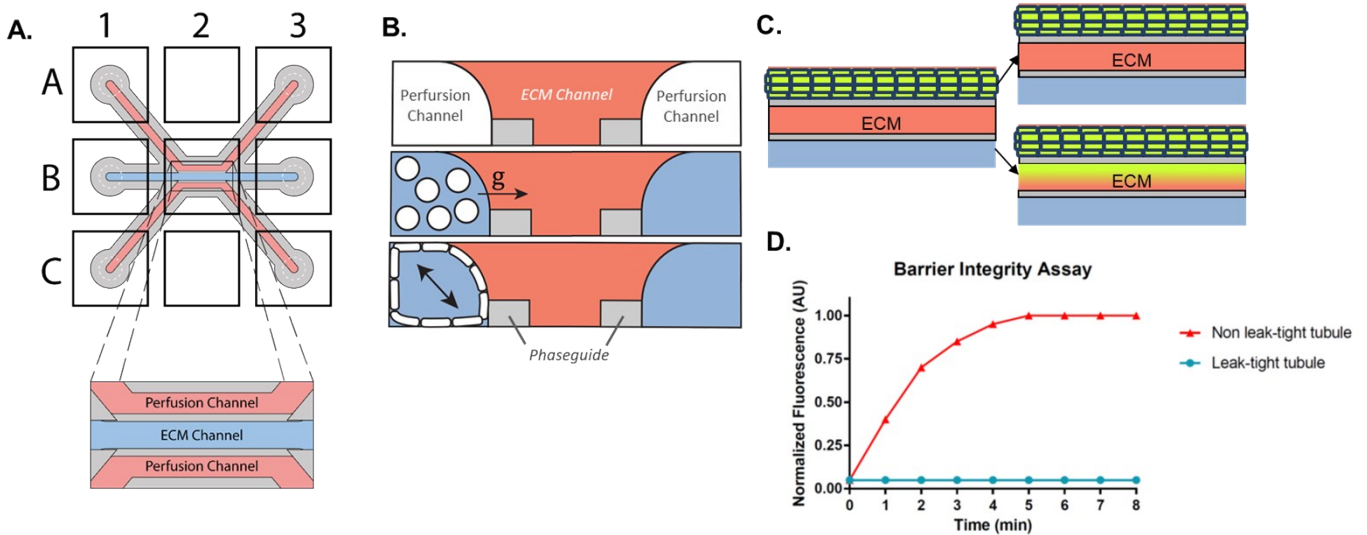 A.
1 2 3
A
B
C
Perfusion Channel
ECM Channel
Perfusion Channel
B.
Perfursion
Channel
ECM Channel
Perfursion
Channel
g
Phaseguide
C.
ECM
ECM
ECM
D.
Barrier Integrity Assay
Normalized Fluorescence (AU)
1.00
0.75
0.50
0.25
0.00
0 1 2 3 4 5 6 7 8
Time (min)
Non leak-tight tubule
Leak-tight tubule